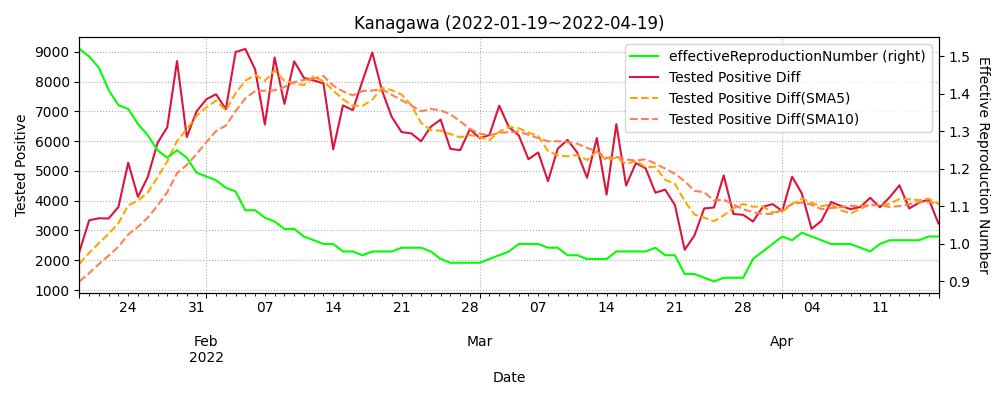 Kanagawa (2022-01-19~2022-04-19)
effectiveReproductionNumber (right)
Tested Positive Diff
Tested Positive Diff(SMA5)
Tested Positive Diff(SMA10)
Tested Positive
9000
8000
7000
6000
5000
4000
3000
2000
1000
Effective Reproduction Number
1.5
1.4
1.3
1.2
1.1
1.0
0.9
24 31 07 14 21 28 07 14 21 28 04 11
Feb Mar Apr
2022
Date